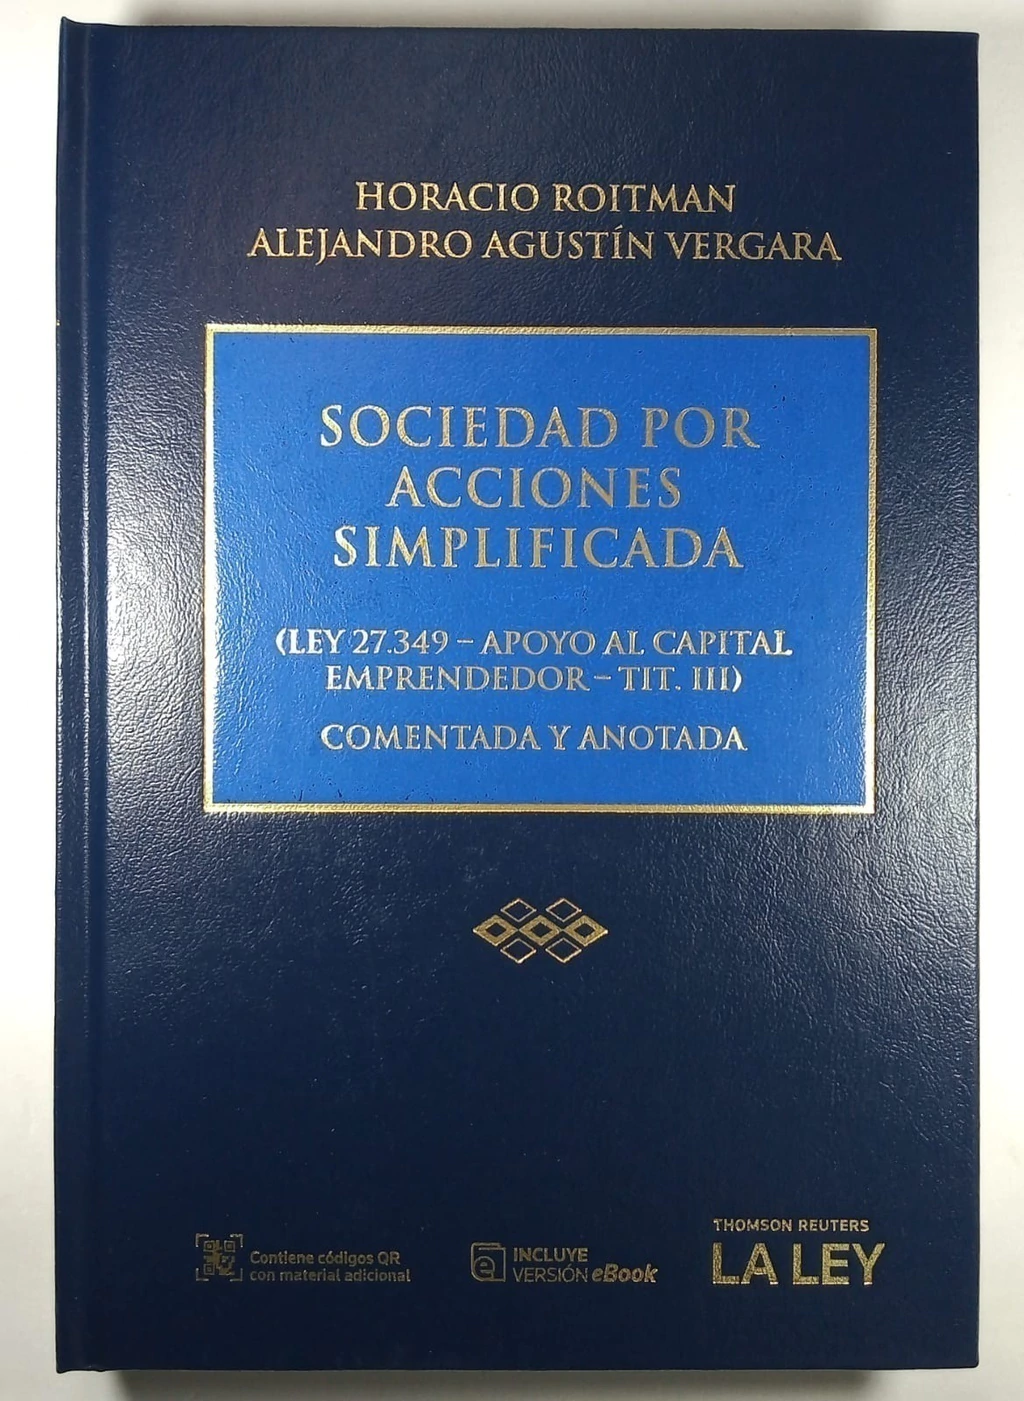 HORACIO ROITMAN
ALEJANDRO AGUSTÍN VERGARA
SOCIEDAD POR
ACCIONES
SIMPLIFICADA
(LEY 27.349 – APOYO AL CAPITAL
EMPRENDEDOR – TIT. III)
COMENTADA Y ANOTADA
Contiene códigos QR
con material adicional
INCLUYE
VERSIÓN eBook
THOMSON REUTERS
LA LEY